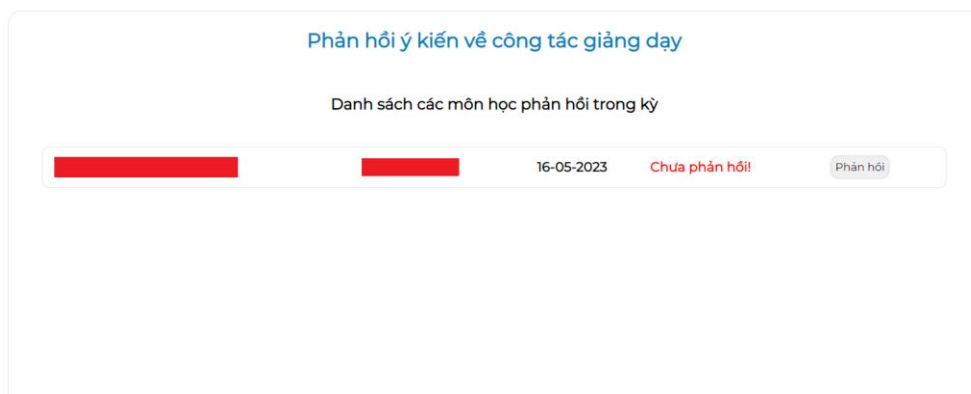 Phản hồi ý kiến về công tác giảng dạy
Danh sách các môn học phản hồi trong kỳ
16-05-2023 Chưa phản hồi! Phản hồi